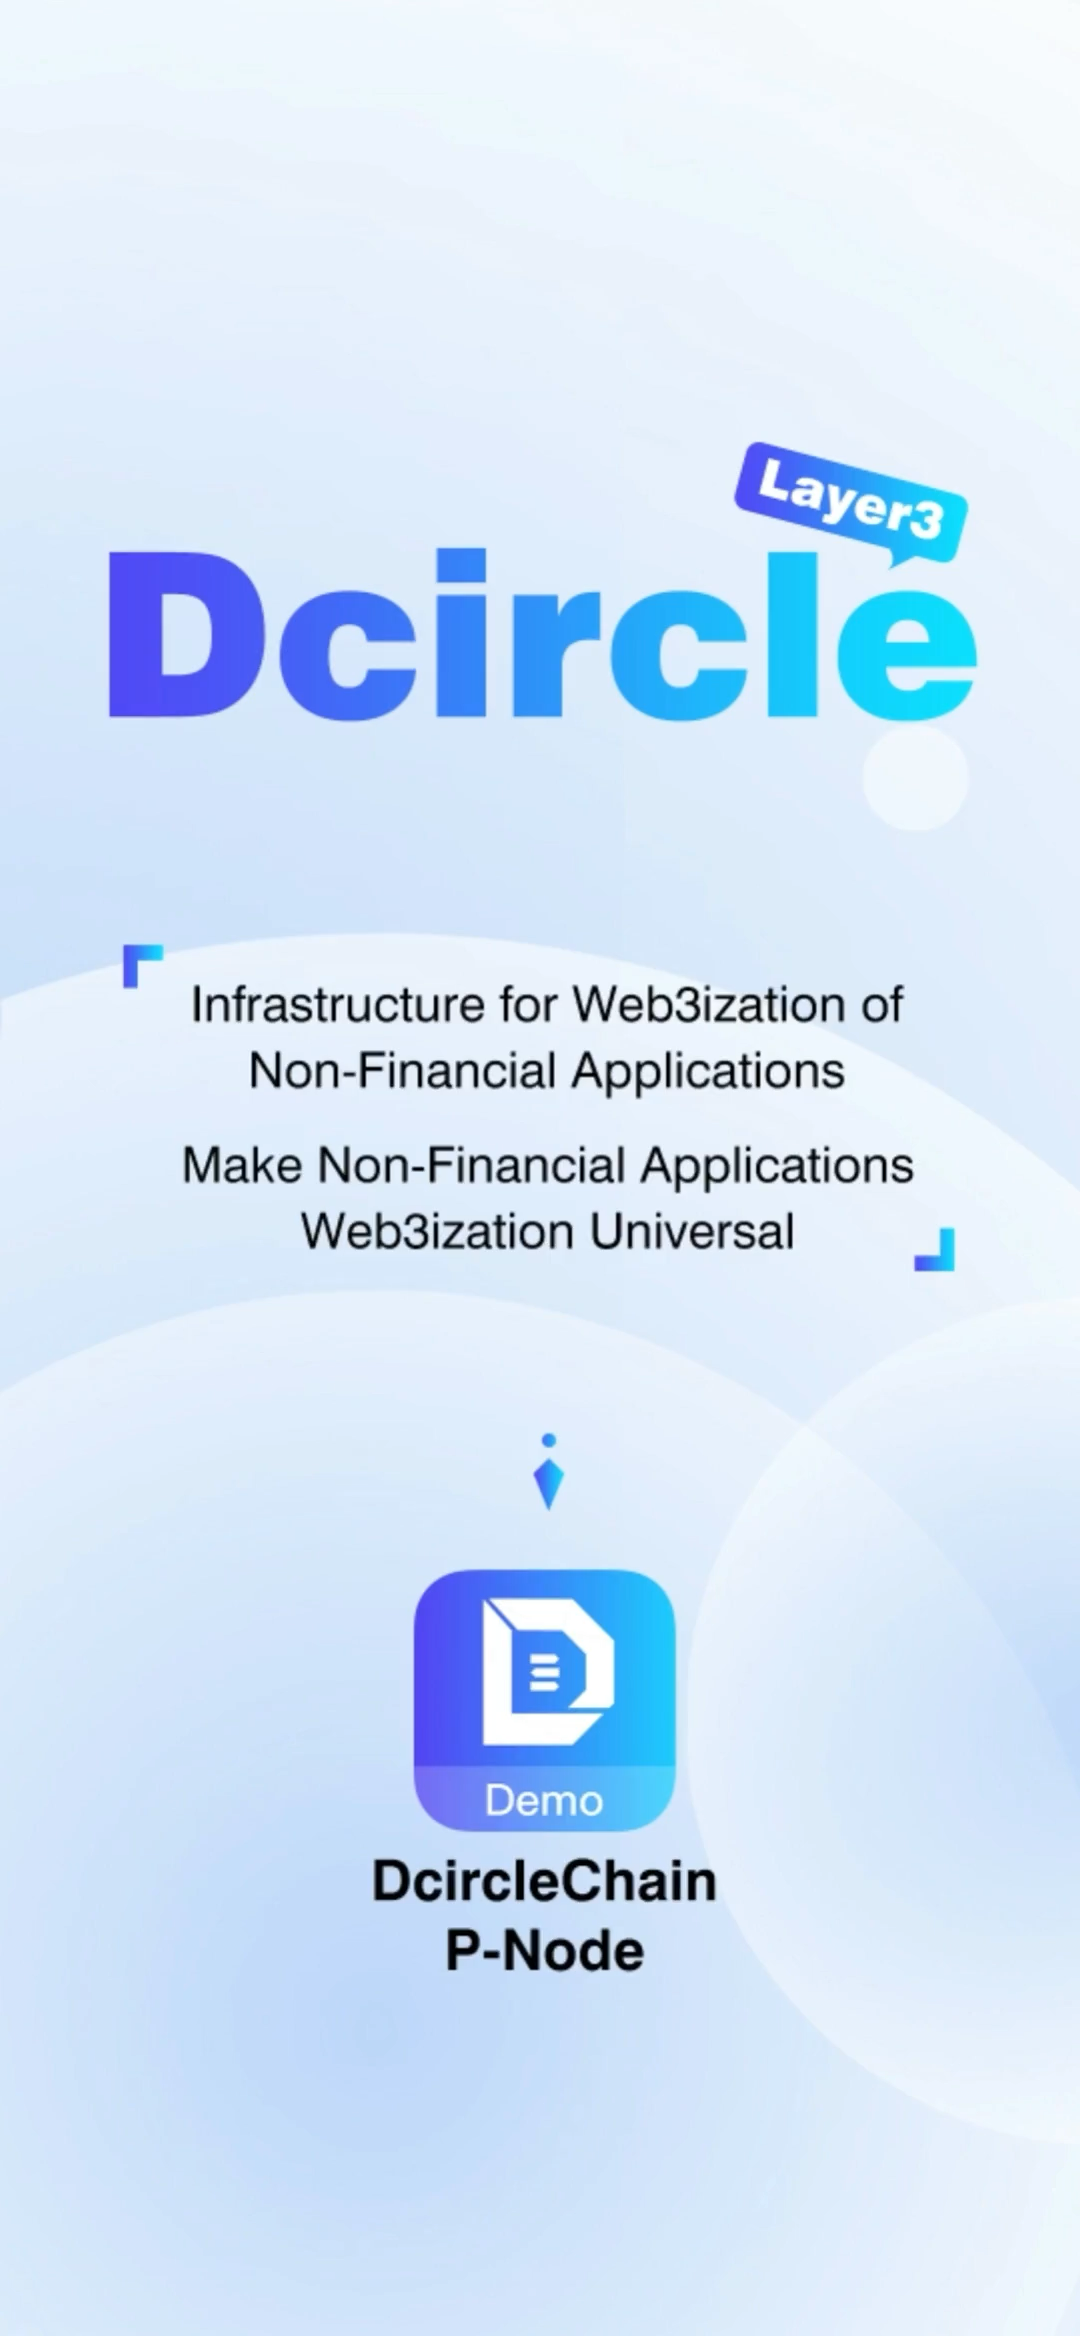 Layer3
Dcircle
Infrastructure for Web3ization of
Non-Financial Applications
Make Non-Financial Applications
Web3ization Universal
Demo
DcircleChain
P-Node